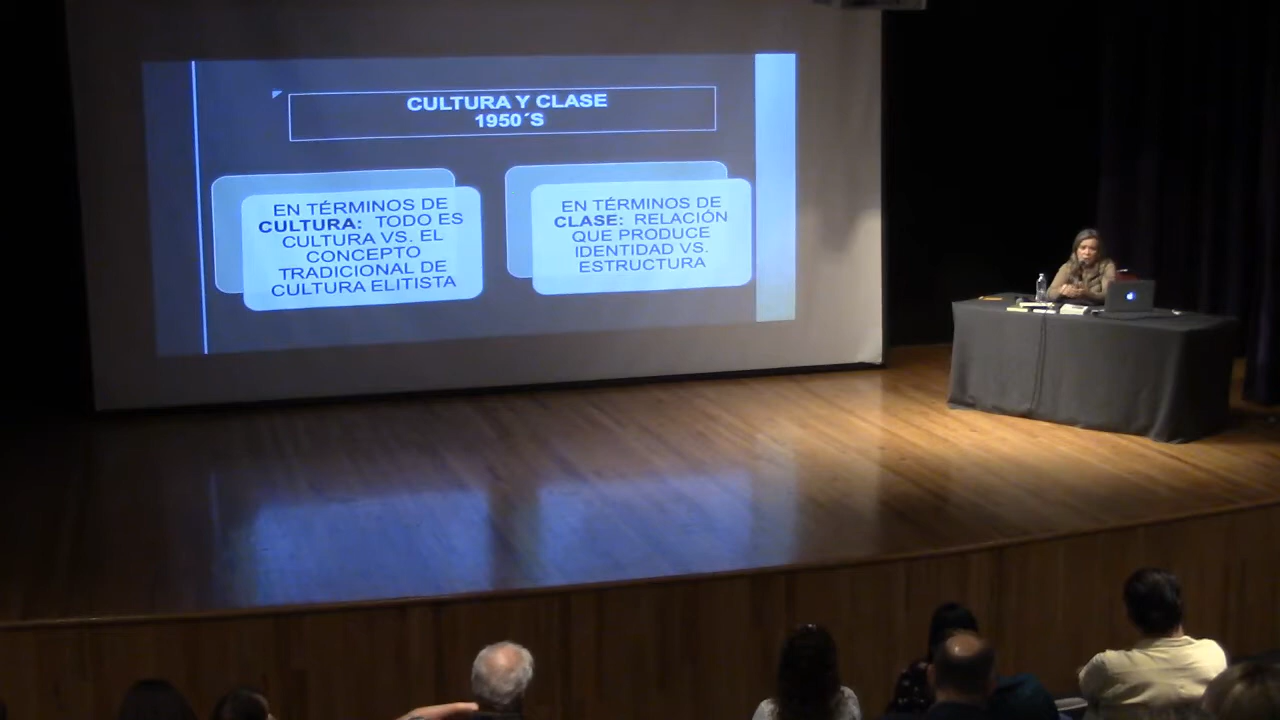 CULTURA Y CLASE
1950´S
EN TÉRMINOS DE
CULTURA: TODO ES
CULTURA VS. EL
CONCEPTO
TRADICIONAL DE
CULTURA ELITISTA
EN TÉRMINOS DE
CLASE: RELACIÓN
QUE PRODUCE
IDENTIDAD VS.
ESTRUCTURA